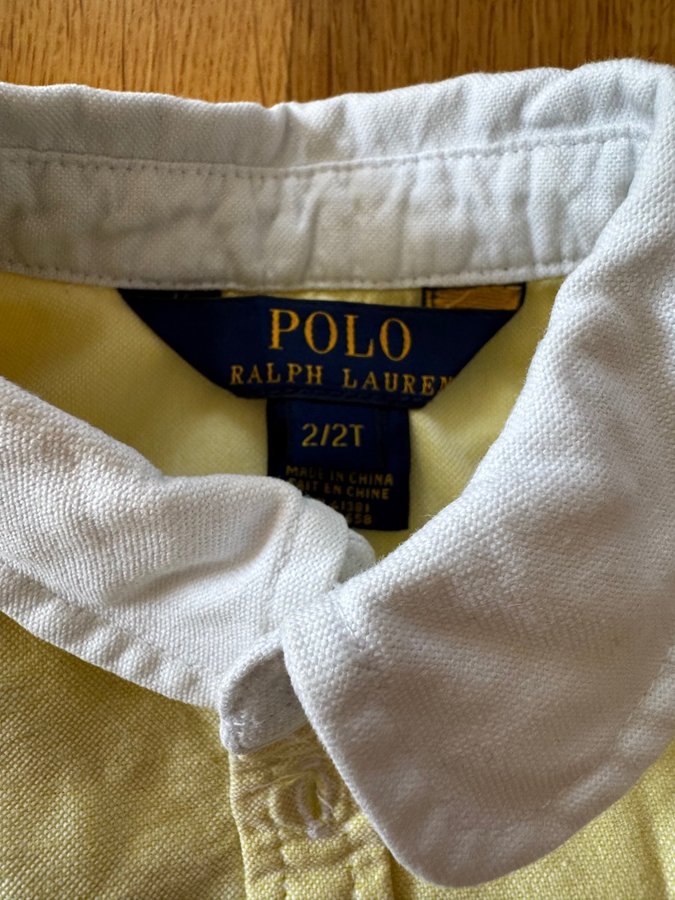 POLO
RALPH LAUREN
2/2T
MADE IN CHINA
FAIT EN CHINE